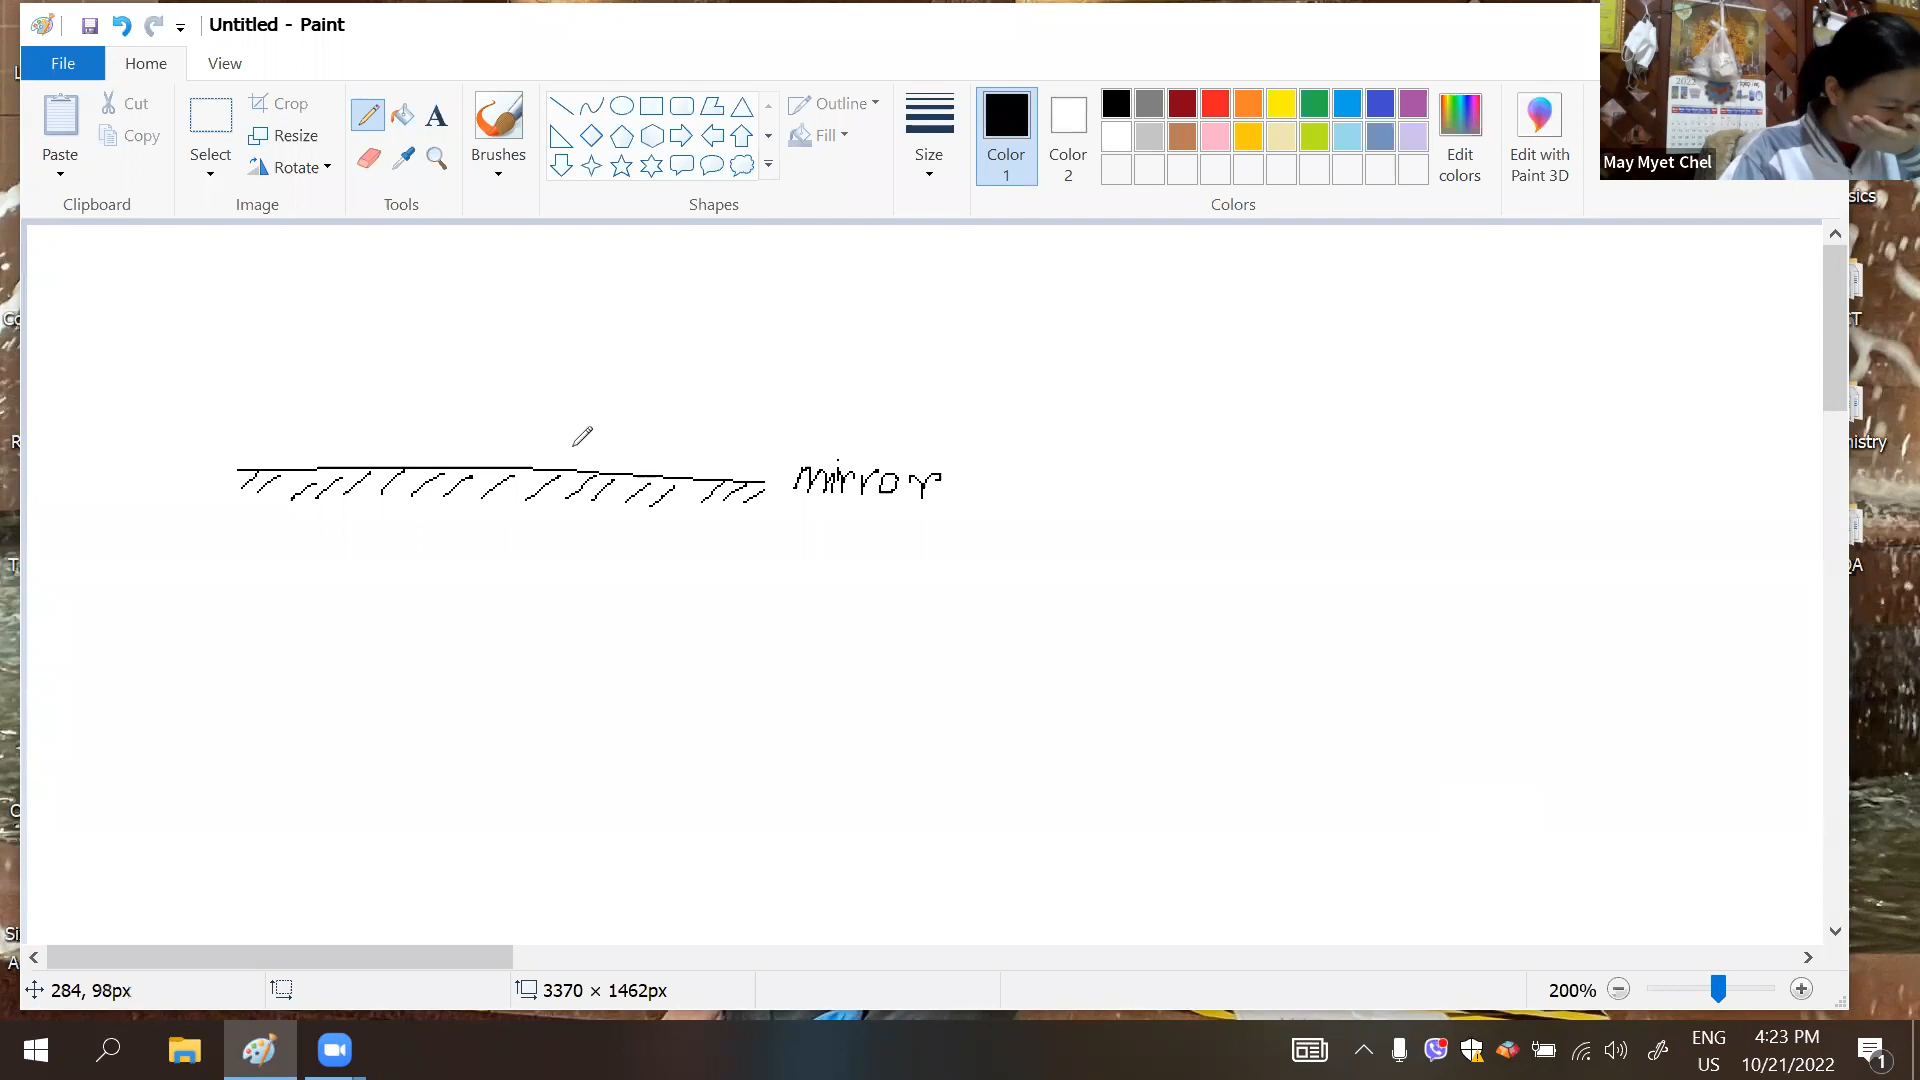 Untitled - Paint
File Home View
Paste
Cut
Copy
Clipboard
Select
Crop
Resize
Rotate
Image
A
Tools
Brushes
Shapes
Outline
Fill
Size
Color 1
Color 2
Colors
Edit colors
Edit with Paint 3D
May Myet Chel
mirror
284, 98px
3370 × 1462px
200%
ENG
US
4:23 PM
10/21/2022
1